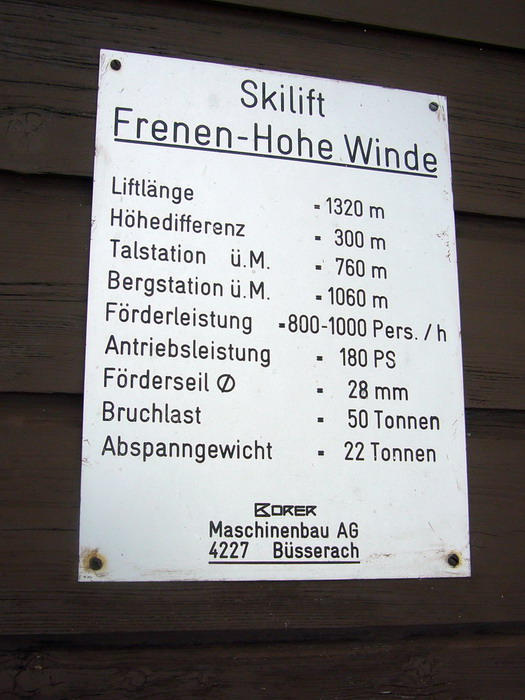 Skilift
Frenen-Hohe Winde
Liftlänge = 1320 m
Höhedifferenz = 300 m
Talstation ü.M. = 760 m
Bergstation ü.M. = 1060 m
Förderleistung = 800-1000 Pers. / h
Antriebsleistung = 180 PS
Förderseil Ø = 28 mm
Bruchlast = 50 Tonnen
Abspanngewicht = 22 Tonnen
BORER
Maschinenbau AG
4227 Büsserach